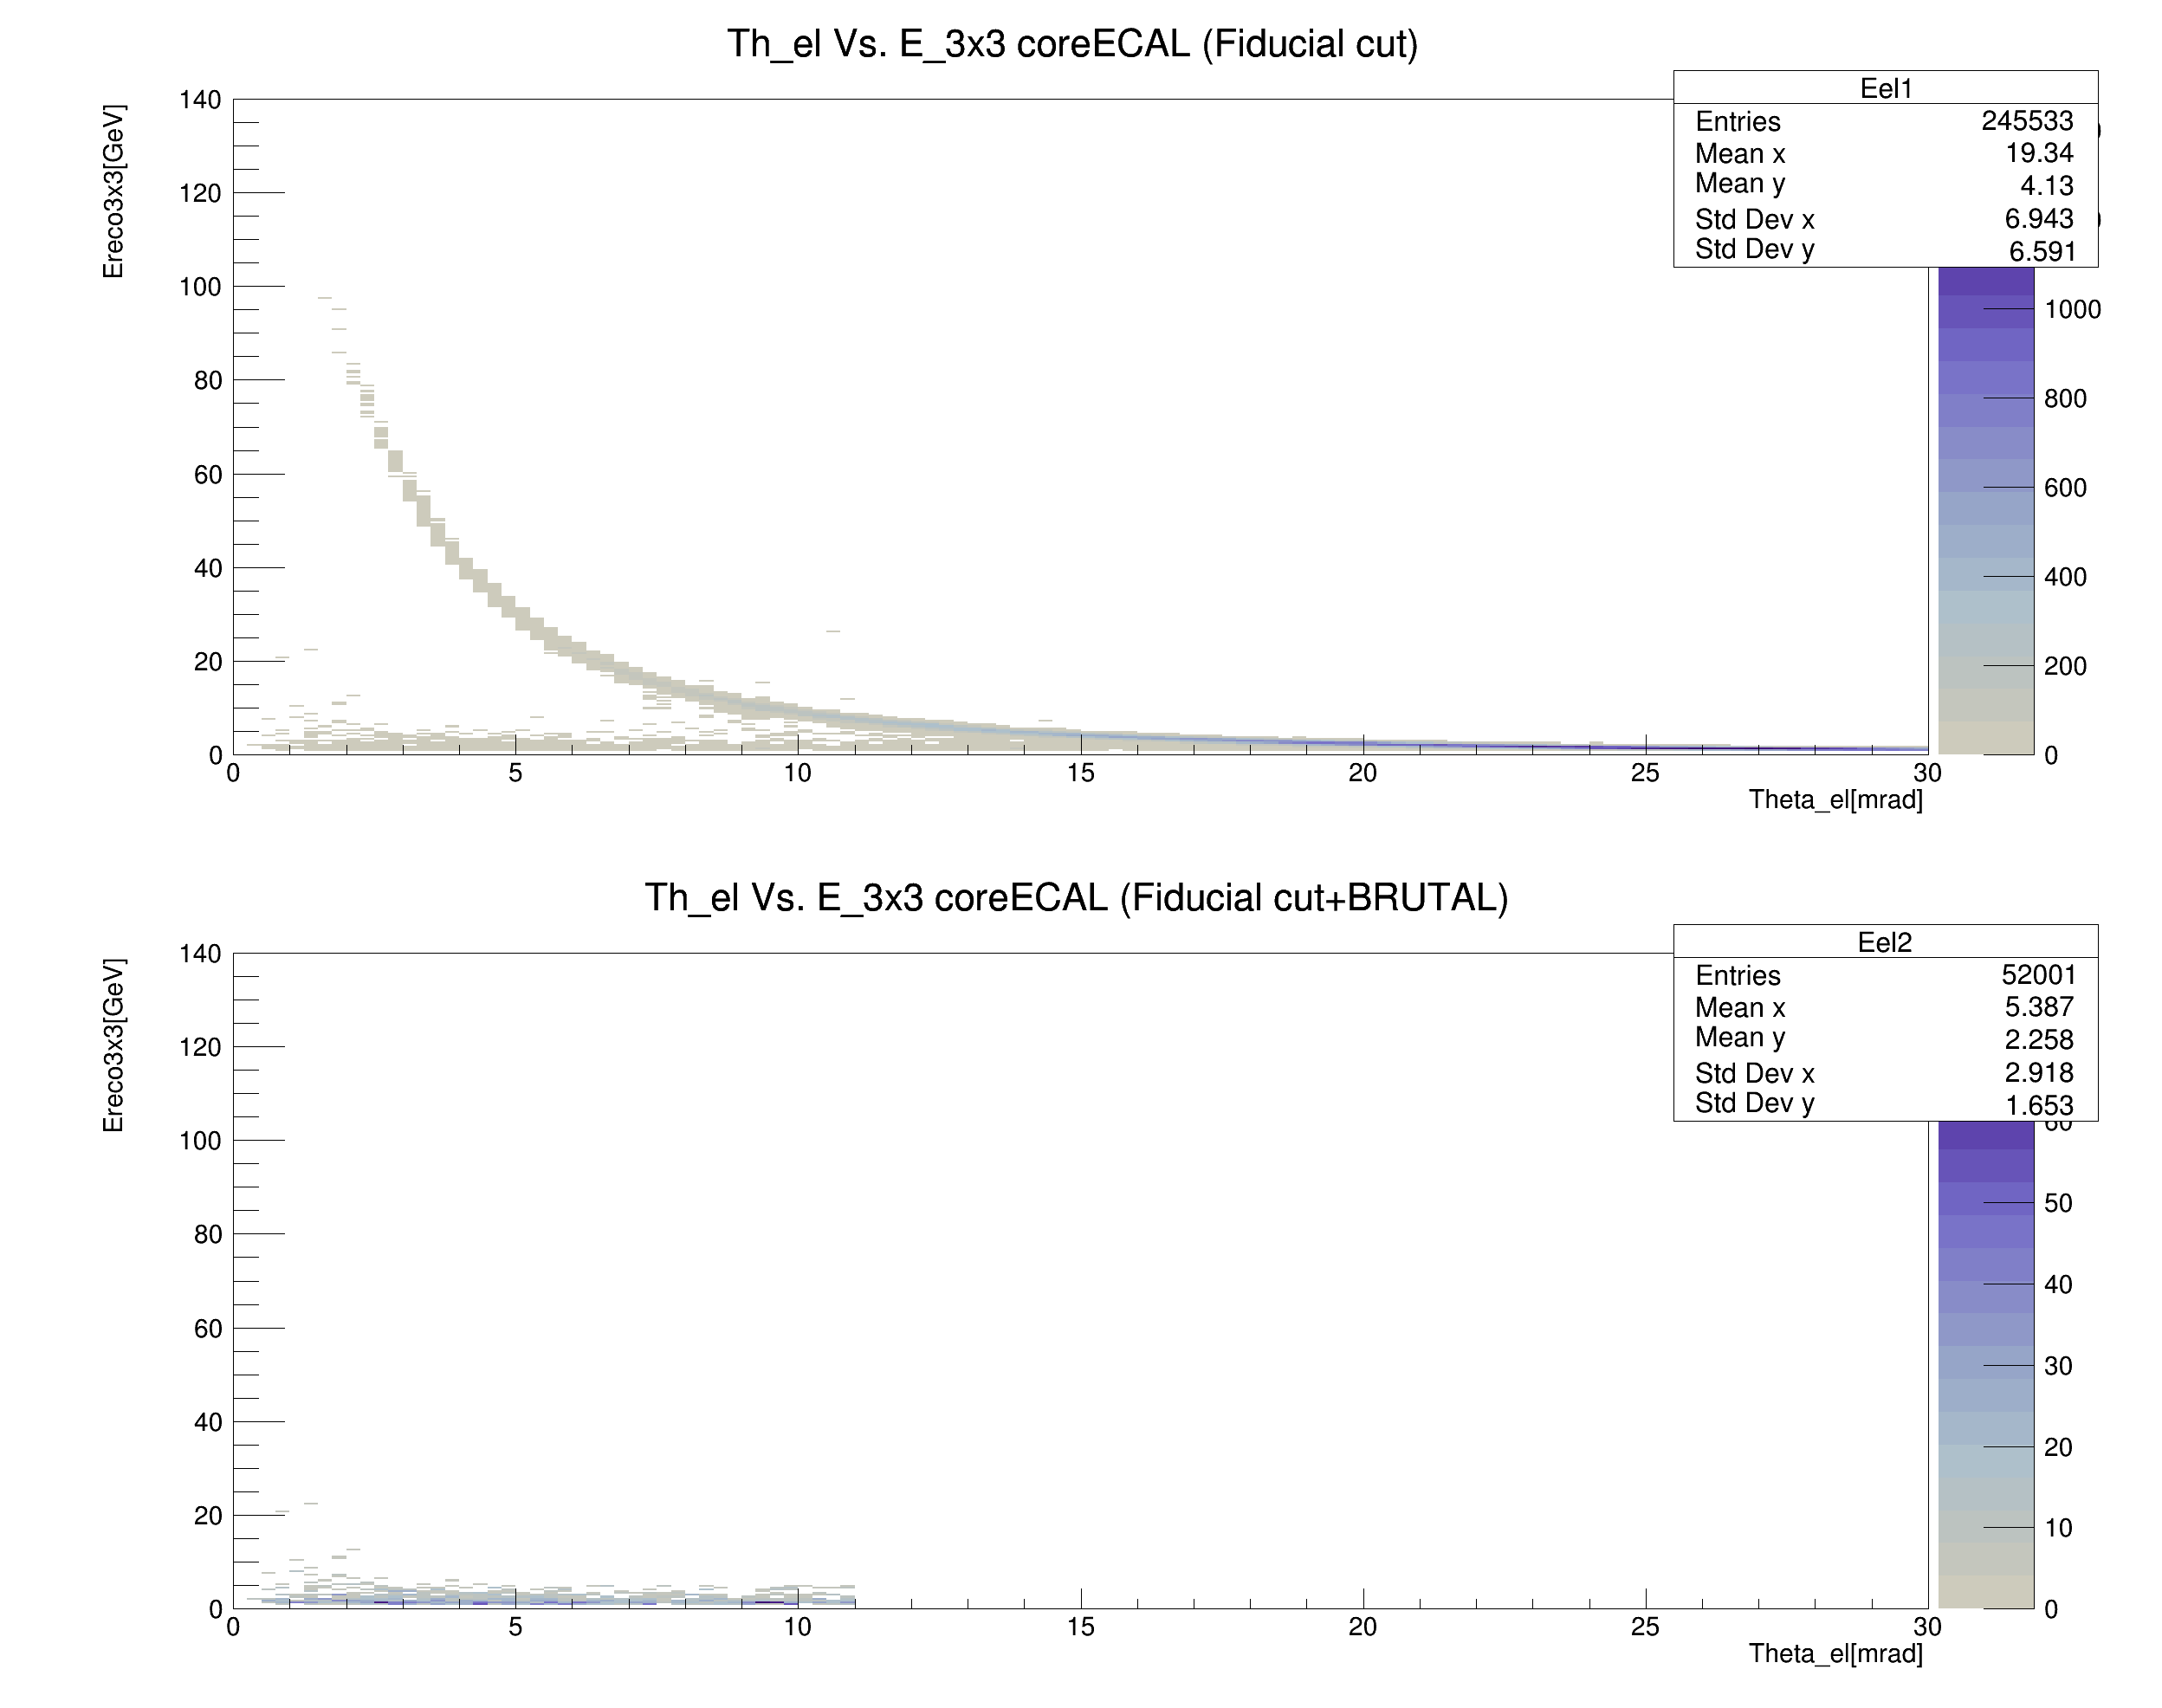 Th_el Vs. E_3x3 coreECAL (Fiducial cut)
Eel1
Entries 245533
Mean x 19.34
Mean y 4.13
Std Dev x 6.943
Std Dev y 6.591
Ereco3x3[GeV]
140
120
100
80
60
40
20
0
0 5 10 15 20 25 30
Theta_el[mrad]
1000
800
600
400
200
0
Th_el Vs. E_3x3 coreECAL (Fiducial cut+BRUTAL)
Eel2
Entries 52001
Mean x 5.387
Mean y 2.258
Std Dev x 2.918
Std Dev y 1.653
Ereco3x3[GeV]
140
120
100
80
60
40
20
0
0 5 10 15 20 25 30
Theta_el[mrad]
60
50
40
30
20
10
0